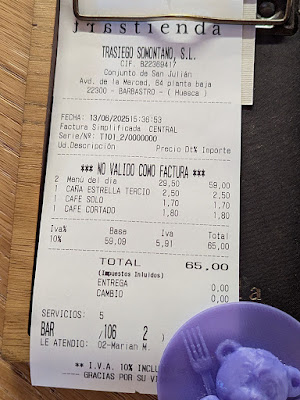 trastienda
TRASIEGO SOMONTANO, S.L.
CIF. B22369417
Conjunto de San Julián
Avd. de la Merced, 64 planta baja
22300 - BARBASTRO - ( Huesca )
FECHA: 13/06/2025 15:36:53
Factura Simplificada CENTRAL
Serie/Nº: T101_2/0000000
Ud. Descripción Precio Dt% Importe
*** NO VALIDO COMO FACTURA ***
2 Menú del día 29,50 59,00
1 CAÑA ESTRELLA TERCIO 2,50 2,50
1 CAFE SOLO 1,70 1,70
1 CAFE CORTADO 1,80 1,80
Iva% Base Iva Total
10% 59,09 5,91 65,00
TOTAL 65,00
(Impuestos Incluidos)
ENTREGA 0,00
CAMBIO 0,00
SERVICIOS: 5
BAR /106 2 )
LE ATENDIO: 02-Marian M.
** I.V.A. 10% INCLU
GRACIAS POR SU VI
a